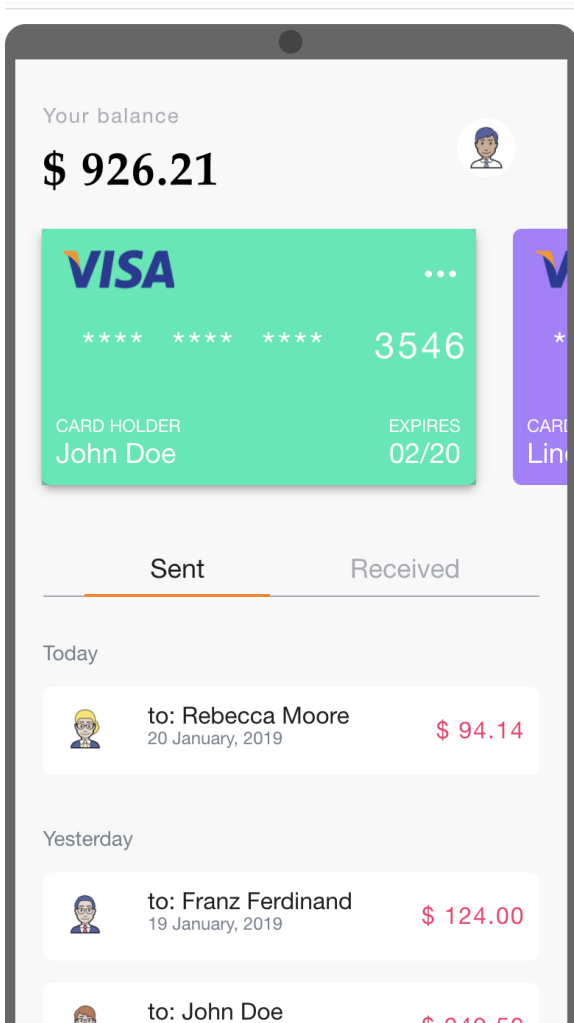 Your balance
$ 926.21
VISA
**** **** **** 3546
CARD HOLDER
John Doe
EXPIRES
02/20
Sent
Received
Today
to: Rebecca Moore
20 January, 2019
$ 94.14
Yesterday
to: Franz Ferdinand
19 January, 2019
$ 124.00
to: John Doe